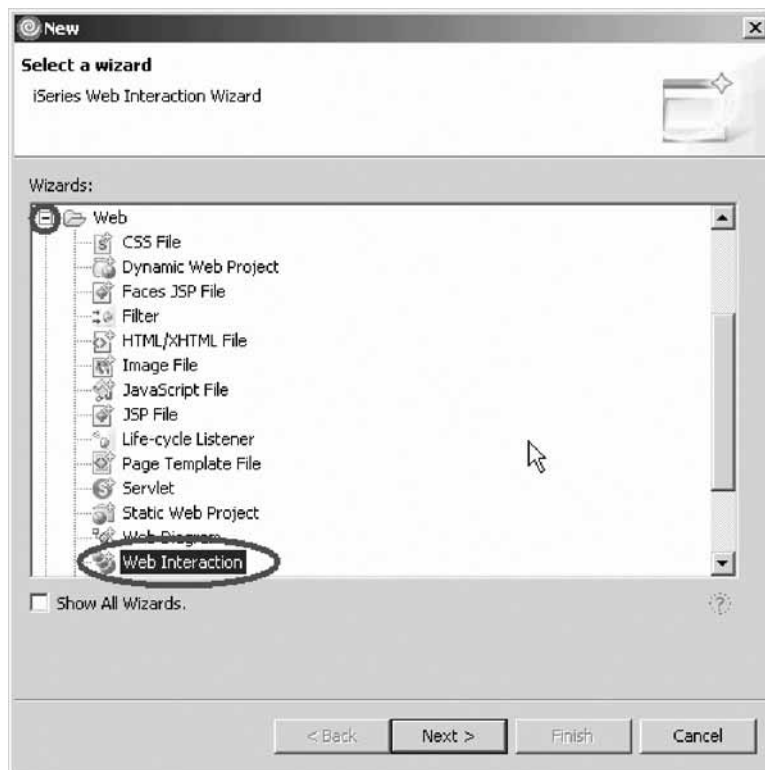 New
Select a wizard
iSeries Web Interaction Wizard
Wizards:
Web
CSS File
Dynamic Web Project
Faces JSP File
Filter
HTML/XHTML File
Image File
JavaScript File
JSP File
Life-cycle Listener
Page Template File
Servlet
Static Web Project
Web Diagram
Web Interaction
Show All Wizards.
< Back Next > Finish Cancel